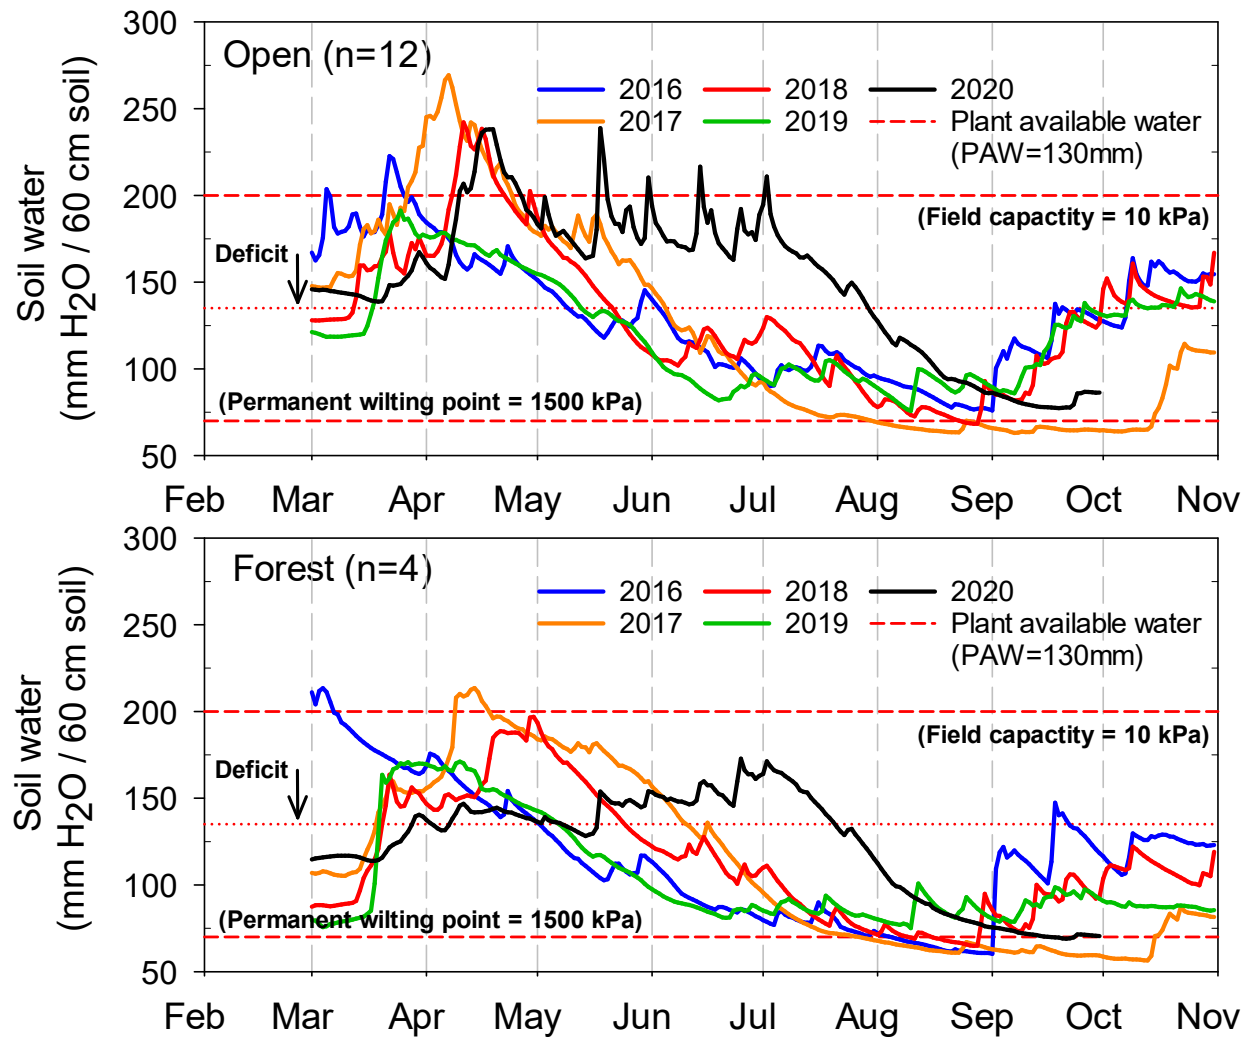 300
250
200
150
100
50
Soil water
(mm H2O / 60 cm soil)
Open (n=12)
2016 2018 2020
2017 2019 Plant available water
(PAW=130mm)
(Field capactity = 10 kPa)
Deficit
(Permanent wilting point = 1500 kPa)
Feb Mar Apr May Jun Jul Aug Sep Oct Nov
300
250
200
150
100
50
Soil water
(mm H2O / 60 cm soil)
Forest (n=4)
2016 2018 2020
2017 2019 Plant available water
(PAW=130mm)
(Field capactity = 10 kPa)
Deficit
(Permanent wilting point = 1500 kPa)
Feb Mar Apr May Jun Jul Aug Sep Oct Nov